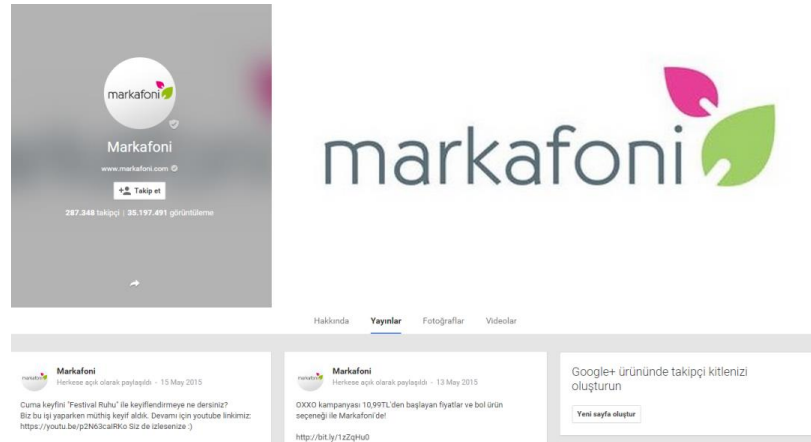 markafoni
Markafoni
www.markafoni.com
Takip et
287.348 takipçi | 35.197.491 görüntüleme
markafoni
Hakkında Yayınlar Fotoğraflar Videolar
markafoni
Markafoni
Herkese açık olarak paylaşıldı - 15 May 2015
Cuma keyfini "Festival Ruhu" ile keyiflendirmeye ne dersiniz?
Biz bu işi yaparken müthiş keyif aldık. Devamı için youtube linkimiz:
https://youtu.be/p2N63calRKo Siz de izlesenize :)
markafoni
Markafoni
Herkese açık olarak paylaşıldı - 13 May 2015
OXXO kampanyası 10,99TL'den başlayan fiyatlar ve bol ürün
seçeneği ile Markafoni'de!
http://bit.ly/1zZqHu0
Google+ ürününde takipçi kitlenizi
oluşturun
Yeni sayfa oluştur